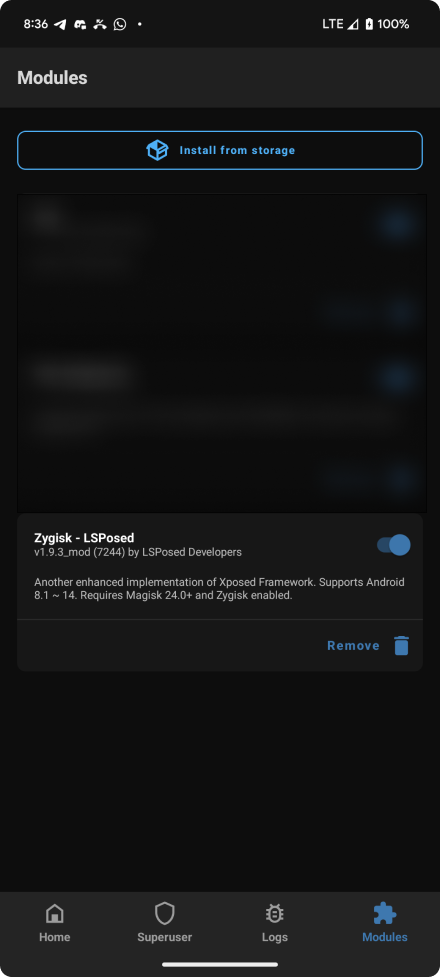 8:36
LTE
100%
Modules
Install from storage
Zygisk - LSPosed
v1.9.3_mod (7244) by LSPosed Developers
Another enhanced implementation of Xposed Framework. Supports Android
8.1 ~ 14. Requires Magisk 24.0+ and Zygisk enabled.
Remove
Home
Superuser
Logs
Modules